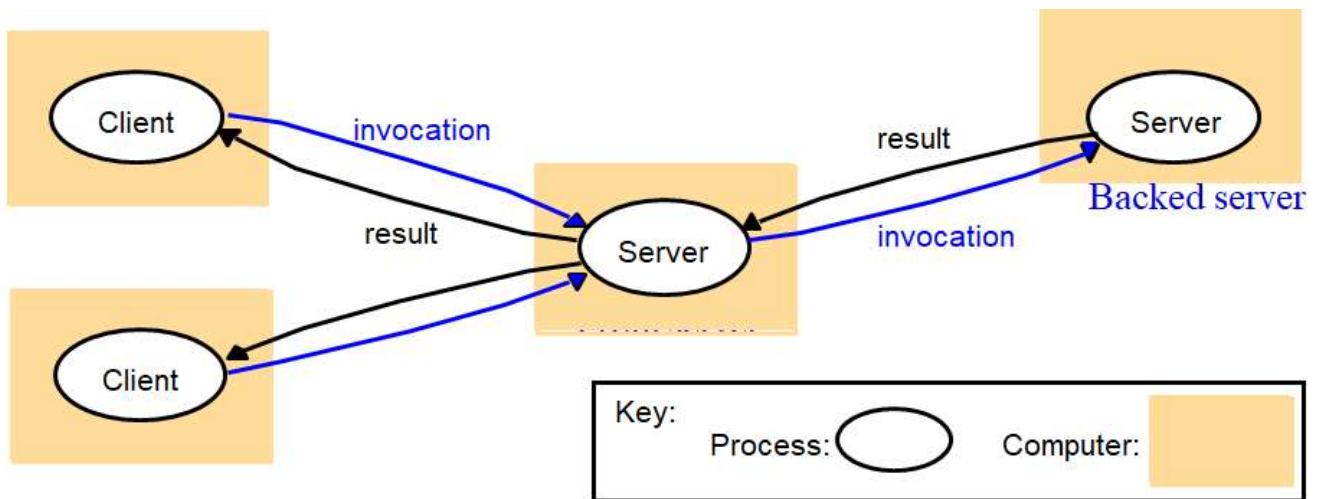 Client
invocation
result
Server
result
Server
Backed server
invocation
Client
Key:
Process:
Computer: